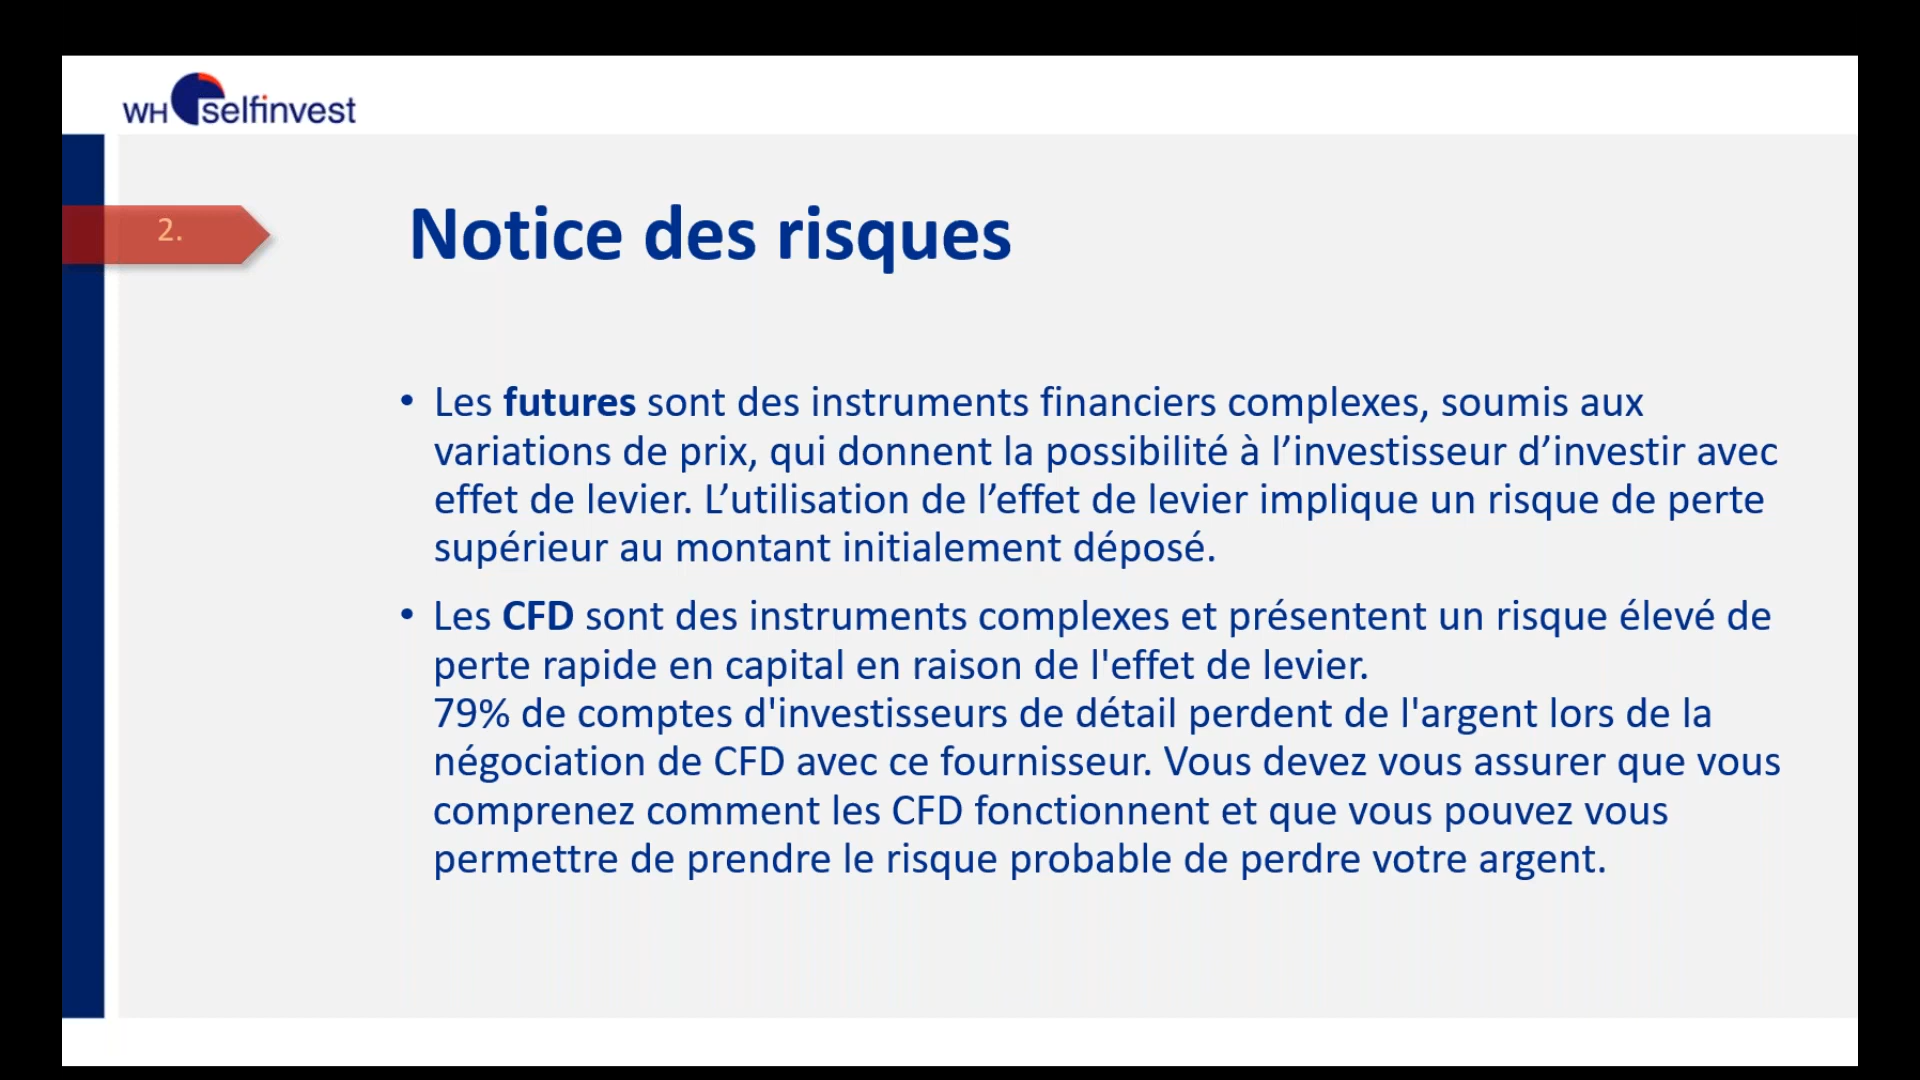 WH selfinvest
2.
Notice des risques
• Les futures sont des instruments financiers complexes, soumis aux
variations de prix, qui donnent la possibilité à l’investisseur d’investir avec
effet de levier. L’utilisation de l’effet de levier implique un risque de perte
supérieur au montant initialement déposé.
• Les CFD sont des instruments complexes et présentent un risque élevé de
perte rapide en capital en raison de l'effet de levier.
79% de comptes d'investisseurs de détail perdent de l'argent lors de la
négociation de CFD avec ce fournisseur. Vous devez vous assurer que vous
comprenez comment les CFD fonctionnent et que vous pouvez vous
permettre de prendre le risque probable de perdre votre argent.